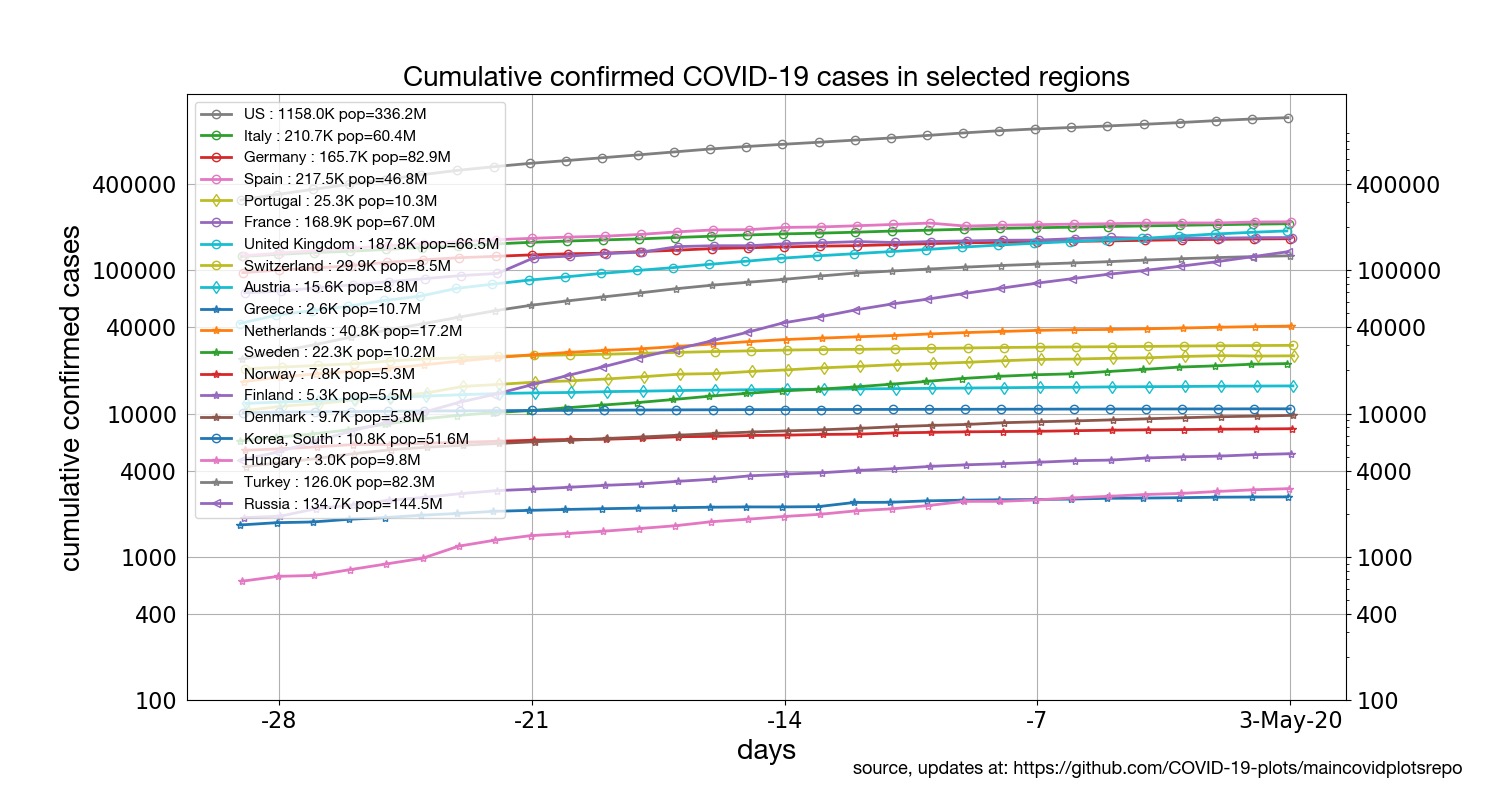 Cumulative confirmed COVID-19 cases in selected regions
US : 1158.0K pop=336.2M
Italy : 210.7K pop=60.4M
Germany : 165.7K pop=82.9M
Spain : 217.5K pop=46.8M
Portugal : 25.3K pop=10.3M
France : 168.9K pop=67.0M
United Kingdom : 187.8K pop=66.5M
Switzerland : 29.9K pop=8.5M
Austria : 15.6K pop=8.8M
Greece : 2.6K pop=10.7M
Netherlands : 40.8K pop=17.2M
Sweden : 22.3K pop=10.2M
Norway : 7.8K pop=5.3M
Finland : 5.3K pop=5.5M
Denmark : 9.7K pop=5.8M
Korea, South : 10.8K pop=51.6M
Hungary : 3.0K pop=9.8M
Turkey : 126.0K pop=82.3M
Russia : 134.7K pop=144.5M
cumulative confirmed cases
400000
100000
40000
10000
4000
1000
400
100
400000
100000
400000
10000
4000
1000
400
100
-28
-21
-14
-7
3-May-20
days
source, updates at: https://github.com/COVID-19-plots/maincovidplotsrepo